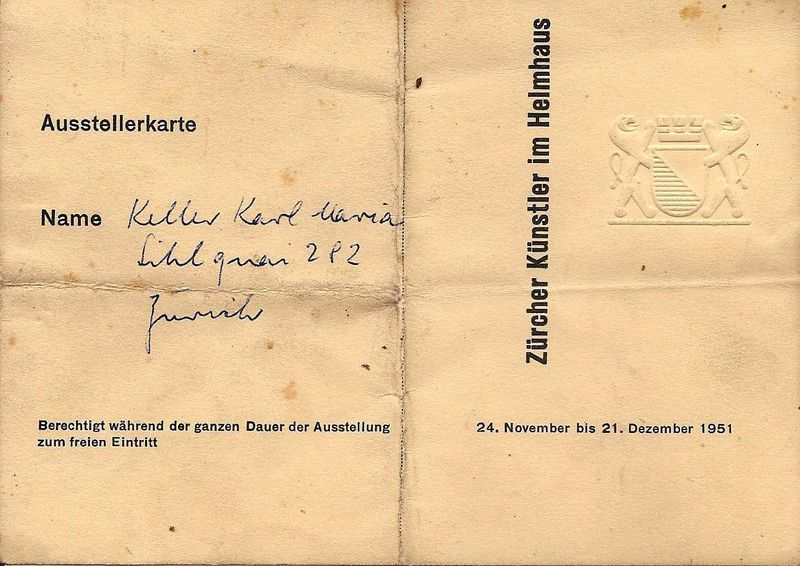 Ausstellerkarte
Name Keller Karl Maria
Sihlquai 282
Zürich
Berechtigt während der ganzen Dauer der Ausstellung
zum freien Eintritt
Zürcher Künstler im Helmhaus
24. November bis 21. Dezember 1951